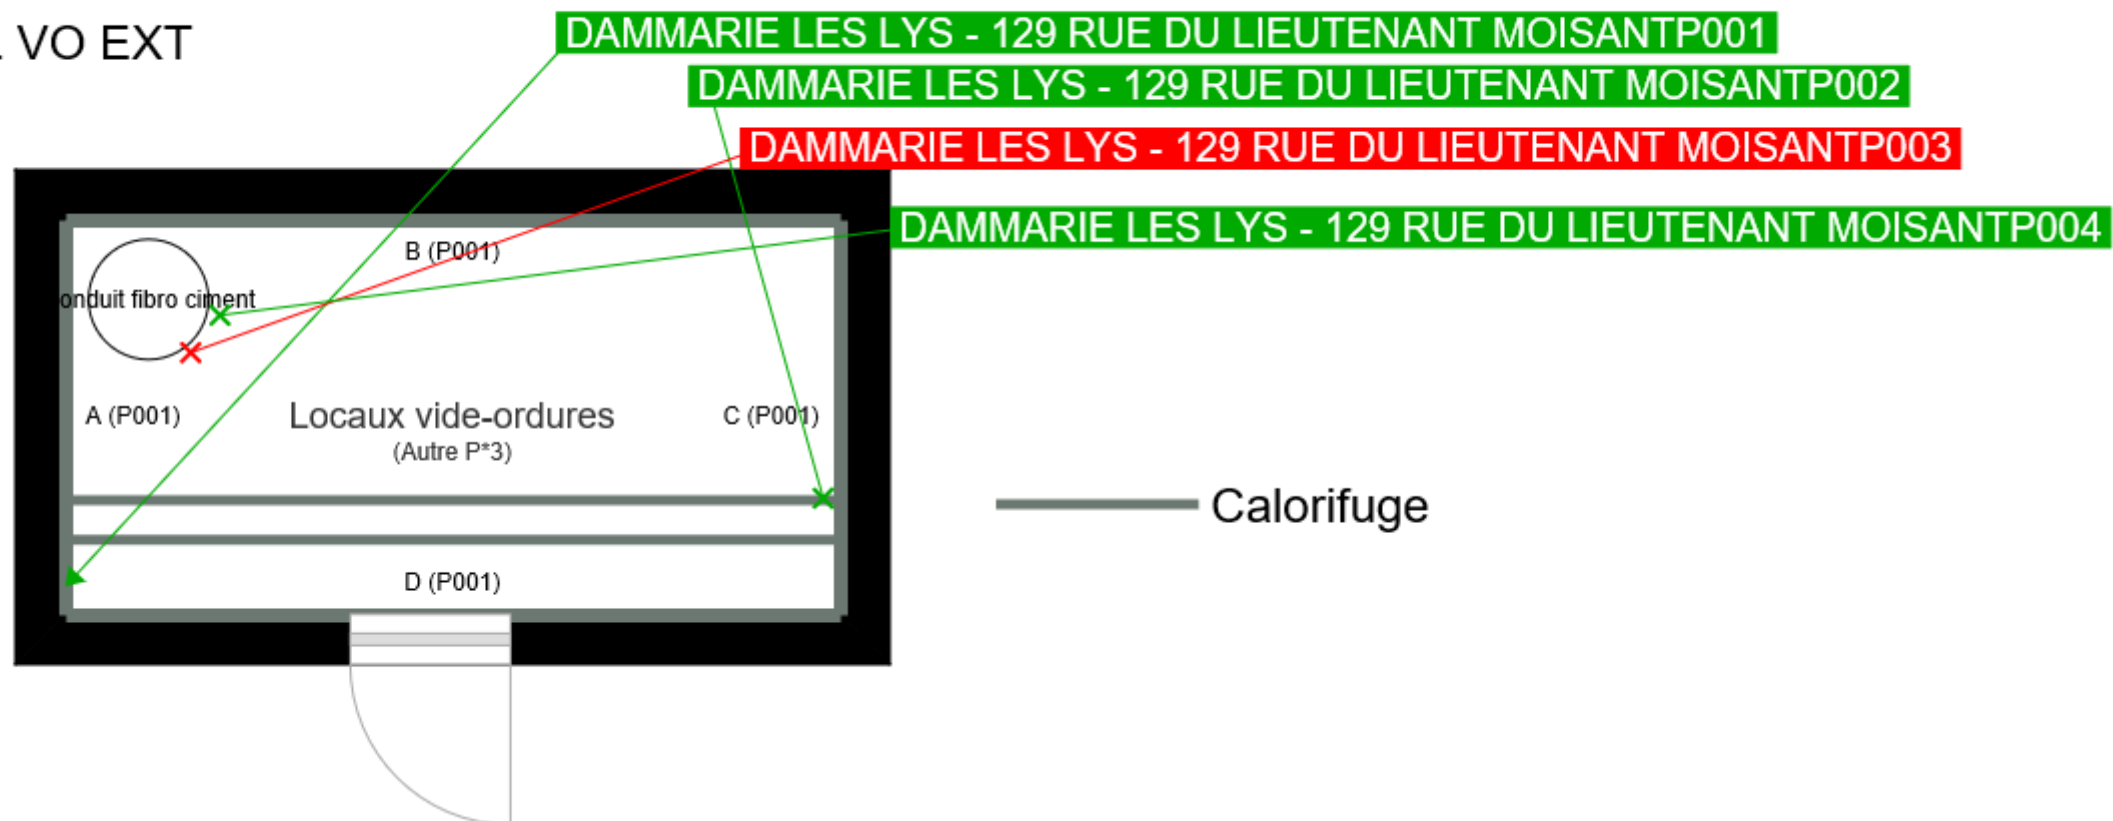 VO EXT
DAMMARIE LES LYS - 129 RUE DU LIEUTENANT MOISANTP001
DAMMARIE LES LYS - 129 RUE DU LIEUTENANT MOISANTP002
DAMMARIE LES LYS - 129 RUE DU LIEUTENANT MOISANTP003
DAMMARIE LES LYS - 129 RUE DU LIEUTENANT MOISANTP004
B (P001)
onduit fibro ciment
A (P001)
Locaux vide-ordures
(Autre P*3)
C (P001)
Calorifuge
D (P001)